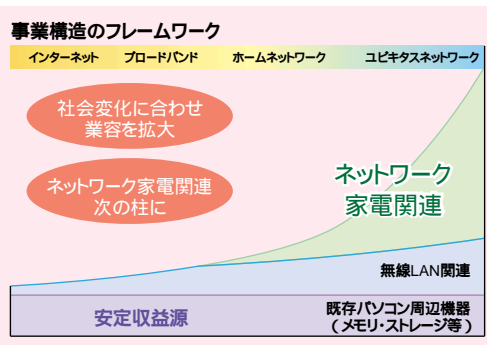 事業構造のフレームワーク
インターネット ブロードバンド ホームネットワーク ユビキタスネットワーク
社会変化に合わせ
業容を拡大
ネットワーク家電関連
次の柱に
ネットワーク
家電関連
無線LAN関連
安定収益源
既存パソコン周辺機器
(メモリ・ストレージ等)